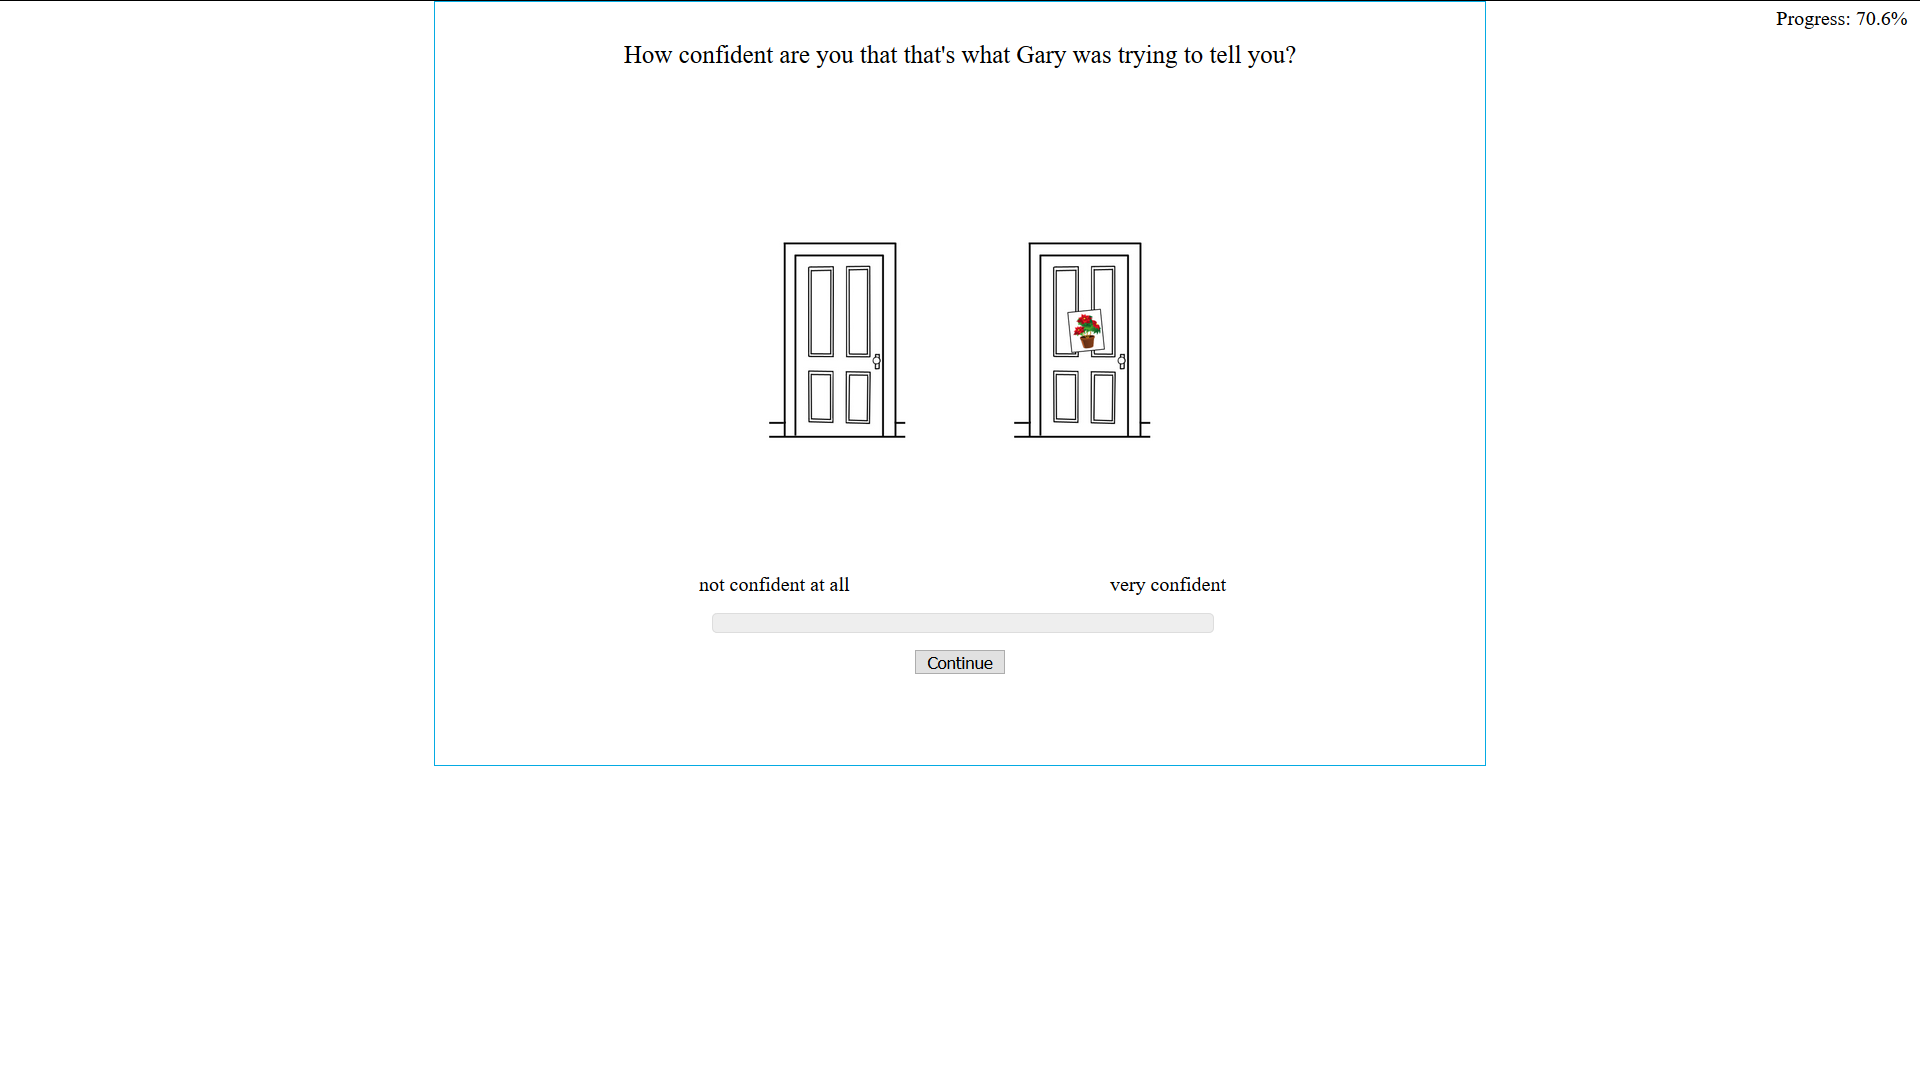 Progress: 70.6%
How confident are you that that's what Gary was trying to tell you?
not confident at all
very confident
Continue